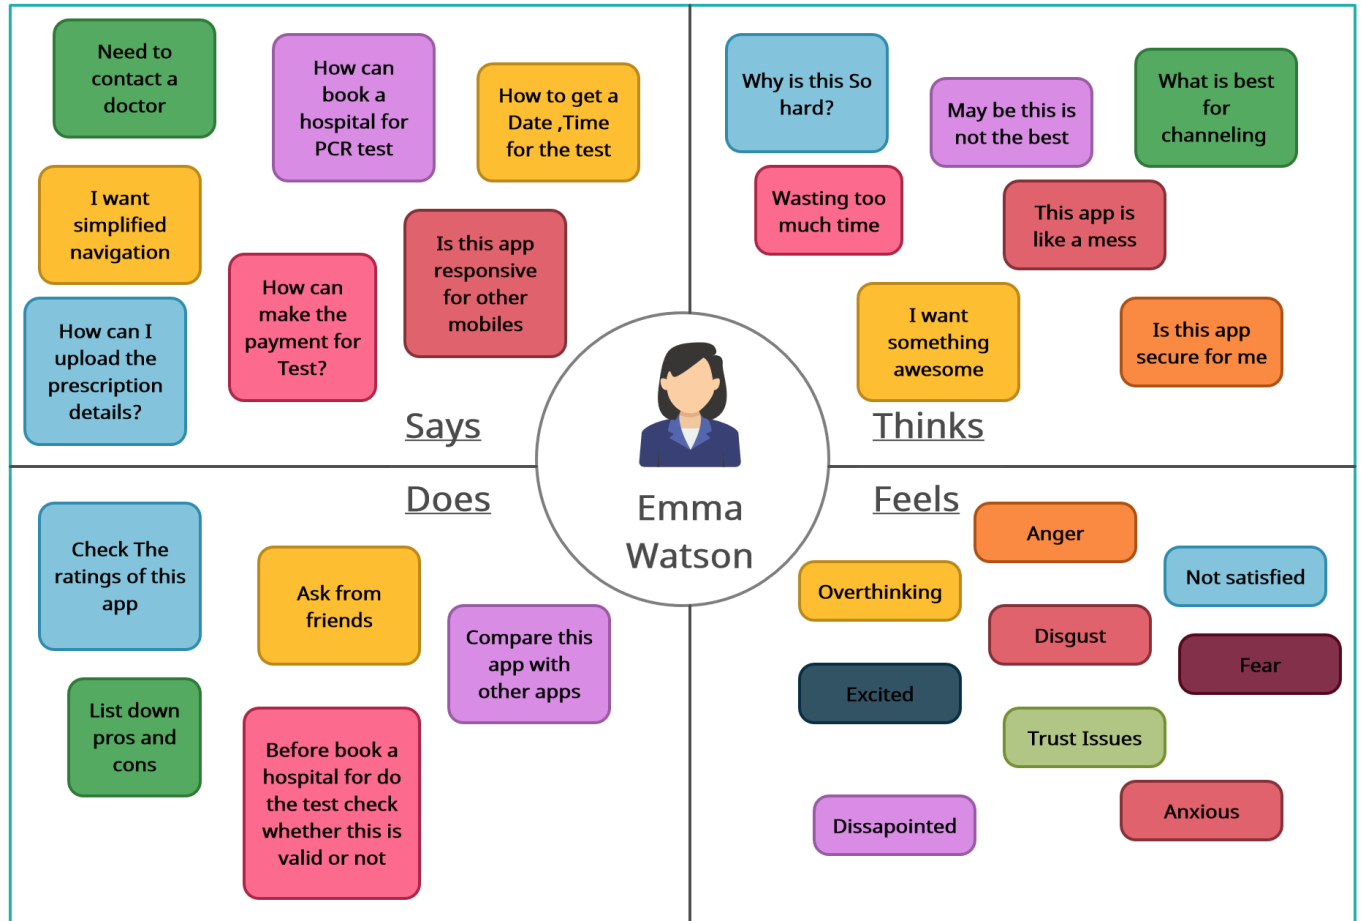 Need to
contact a
doctor
How can
book a
hospital for
PCR test
How to get a
Date ,Time
for the test
I want
simplified
navigation
Is this app
responsive
for other
mobiles
How can
make the
payment for
Test?
How can I
upload the
prescription
details?
Says
Why is this So
hard?
May be this is
not the best
What is best
for
channeling
Wasting too
much time
This app is
like a mess
I want
something
awesome
Is this app
secure for me
Thinks
Emma
Watson
Does
Check The
ratings of this
app
Ask from
friends
Compare this
app with
other apps
List down
pros and
cons
Before book a
hospital for do
the test check
whether this is
valid or not
Feels
Anger
Not satisfied
Overthinking
Disgust
Fear
Excited
Trust Issues
Anxious
Dissapointed